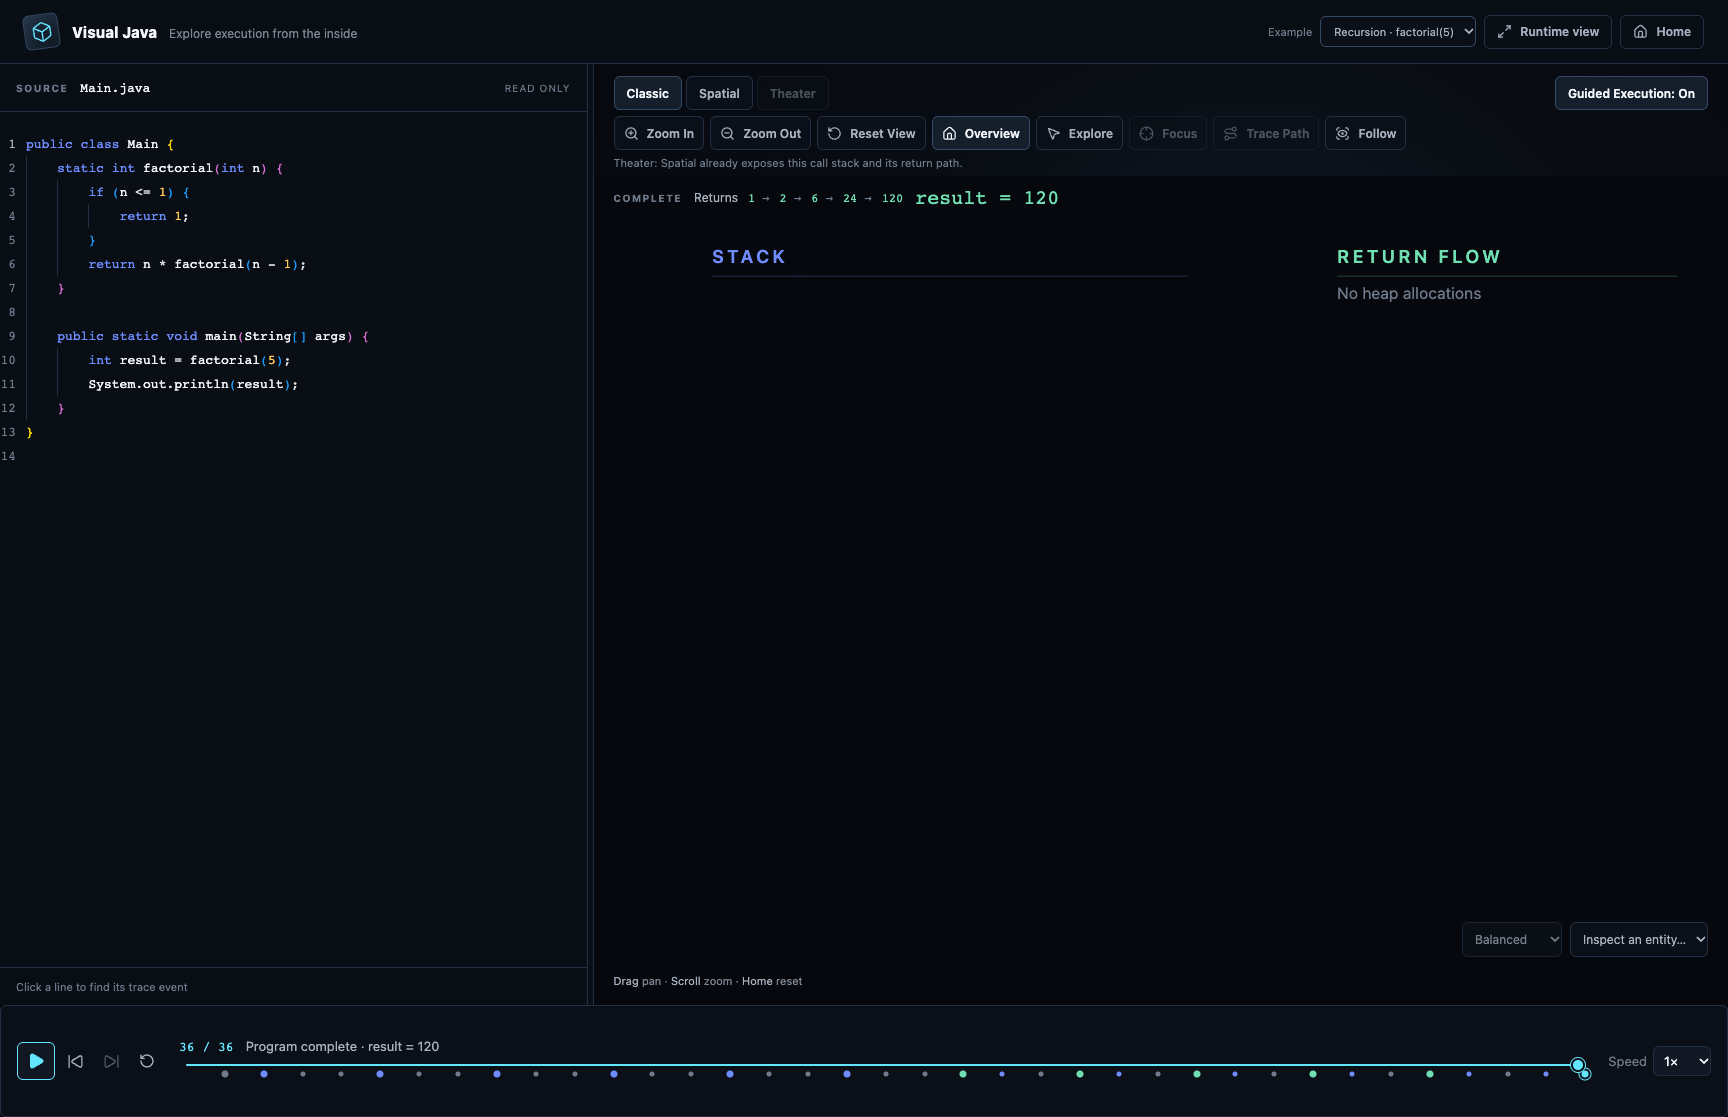 Visual Java Explore execution from the inside
Example Recursion · factorial(5) Runtime view Home
SOURCE Main.java READ ONLY
1 public class Main {
2 static int factorial(int n) {
3 if (n <= 1) {
4 return 1;
5 }
6 return n * factorial(n - 1);
7 }
8
9 public static void main(String[] args) {
10 int result = factorial(5);
11 System.out.println(result);
12 }
13 }
14
Click a line to find its trace event
Classic Spatial Theater Guided Execution: On
Zoom In Zoom Out Reset View Overview Explore Focus Trace Path Follow
Theater: Spatial already exposes this call stack and its return path.
COMPLETE Returns 1 → 2 → 6 → 24 → 120 result = 120
STACK
RETURN FLOW
No heap allocations
Balanced Inspect an entity...
Drag pan · Scroll zoom · Home reset
36 / 36 Program complete · result = 120
Speed 1×